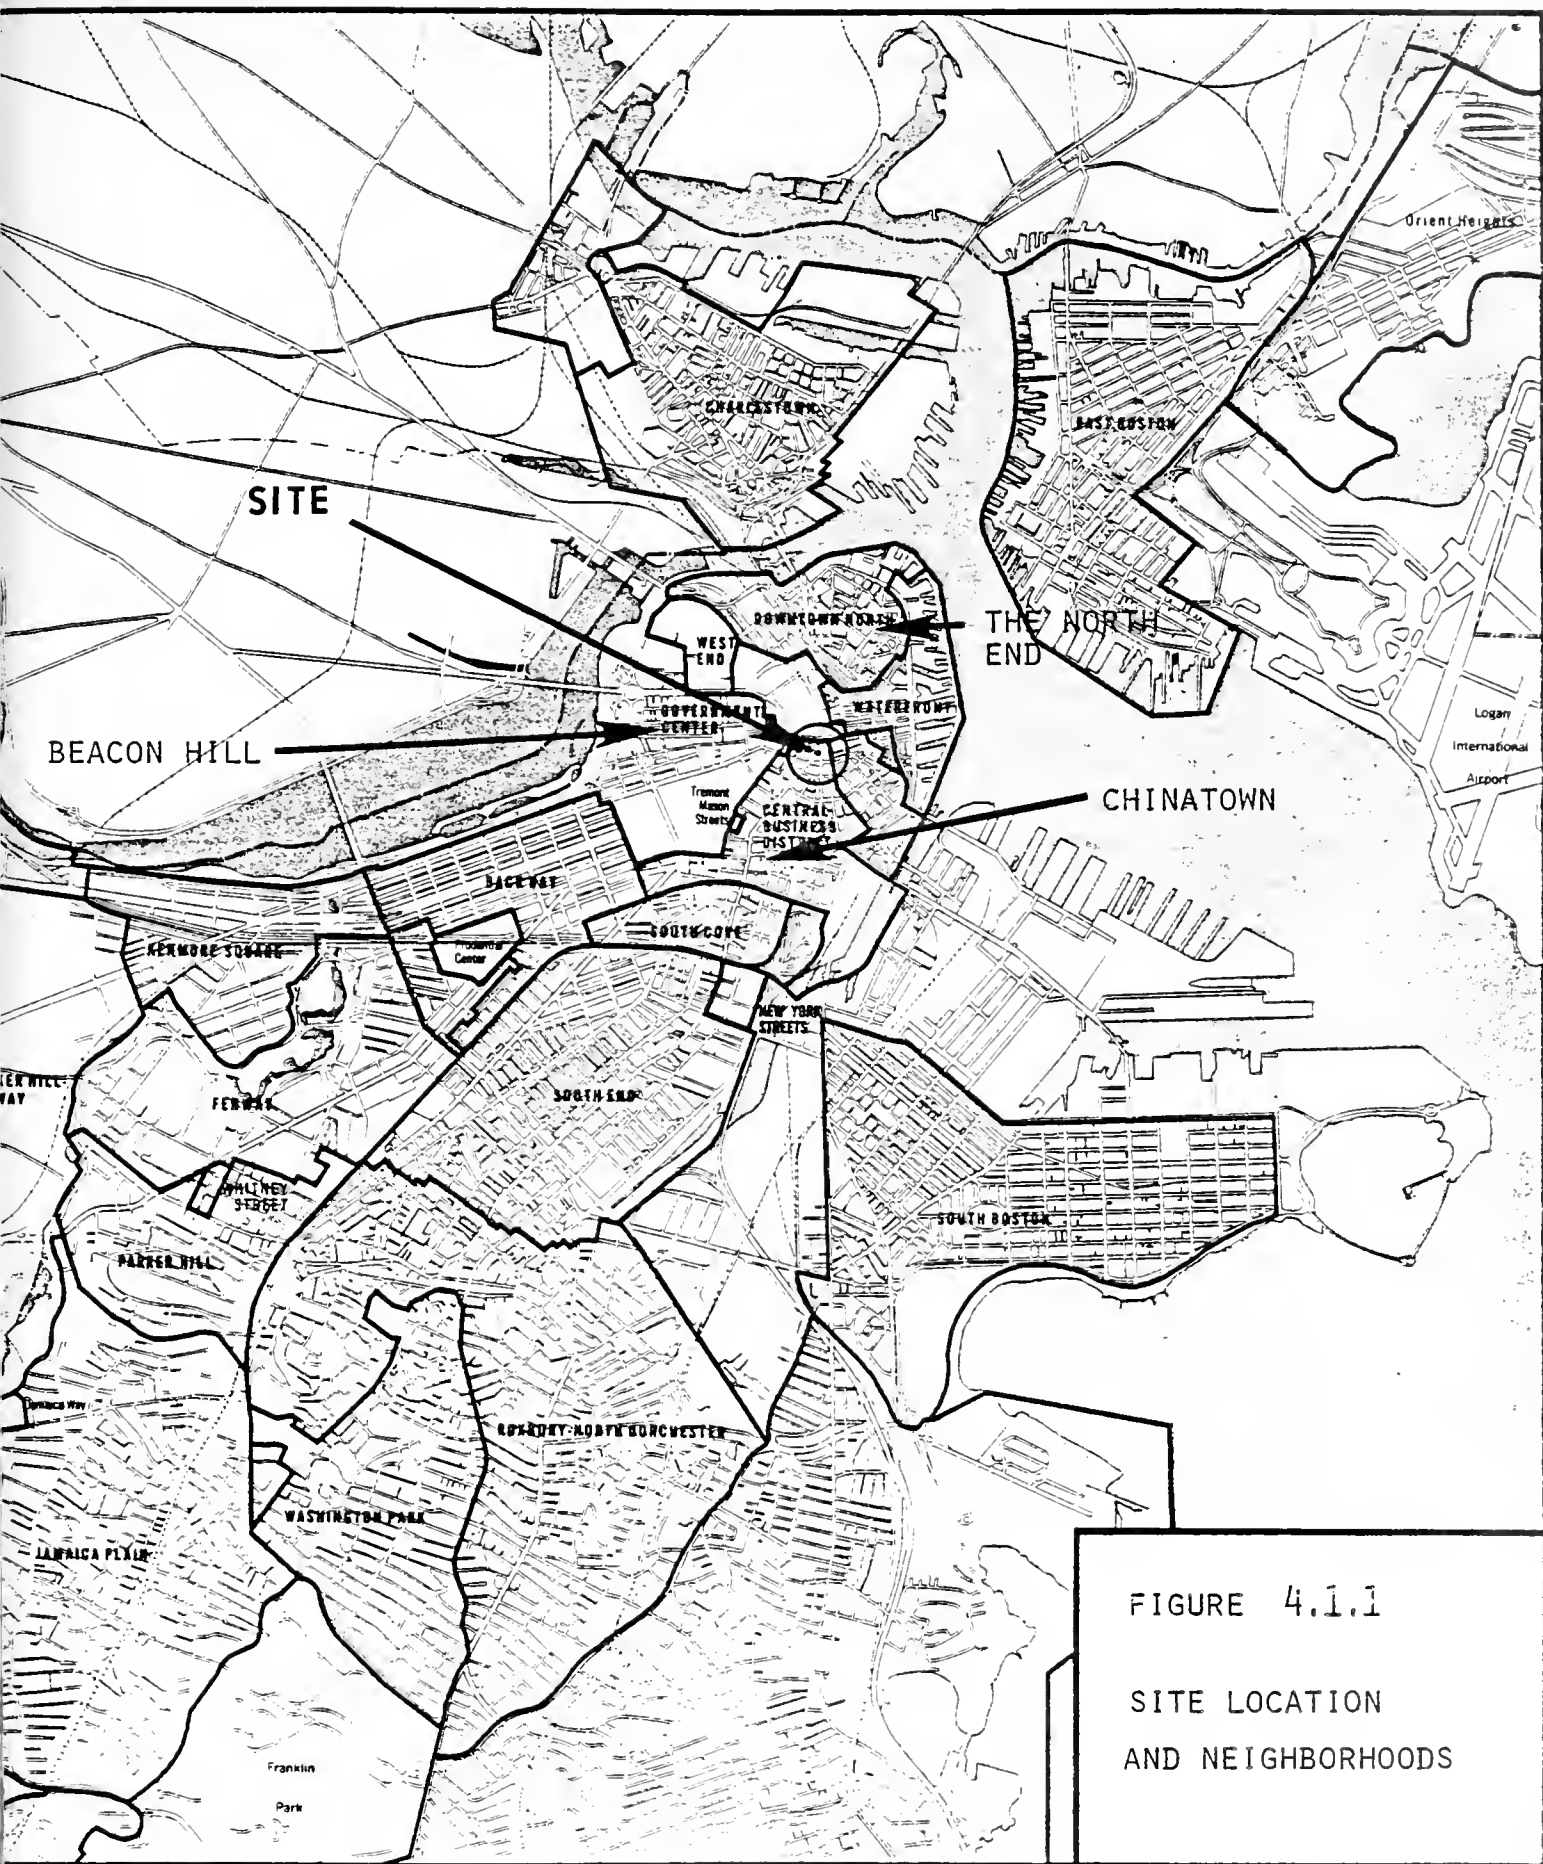 Orient Heights
CHARLESTOWN
EAST BOSTON
SITE
DOWNTOWN NORTH
THE NORTH
END
WEST
END
GOVERNMENT
CENTER
WATERFRONT
Logan
International
Airport
BEACON HILL
Tremont
Mason
Streets
CENTRAL
BUSINESS
DISTRICT
CHINATOWN
BACK BAY
SOUTH COVE
KENMORE SQUARE
Prudential
Center
NEW YORK
STREETS
FENWAY
SOUTH END
WHITNEY
STREET
SOUTH BOSTON
PARKER HILL
Jamaica Way
ROXBURY-NORTH DORCHESTER
WASHINGTON PARK
JAMAICA PLAIN
Franklin
Park
FIGURE 4.1.1
SITE LOCATION
AND NEIGHBORHOODS